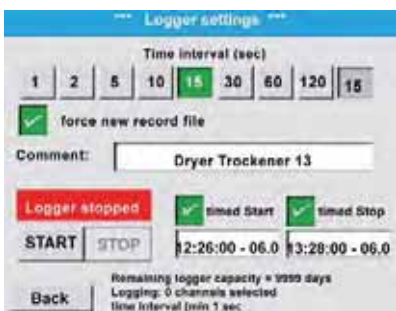 *** Logger settings ***
Time interval (sec)
1 2 5 10 15 30 60 120 15
force new record file
Comment: Dryer Trockener 13
Logger stopped timed Start timed Stop
START STOP 12:26:00 - 06.0 13:28:00 - 06.0
Remaining logger capacity = 9999 days
Logging: 0 channels selected
Back time interval (min 1 sec